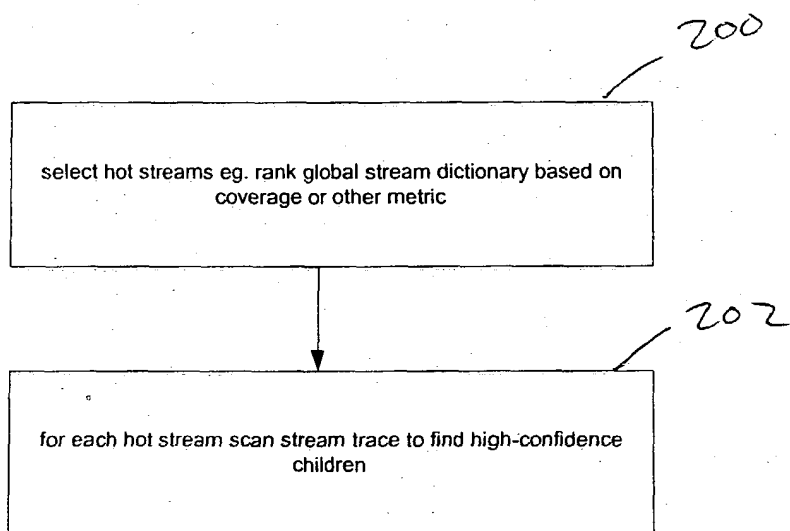 200
select hot streams eg. rank global stream dictionary based on
coverage or other metric
202
for each hot stream scan stream trace to find high-confidence
children